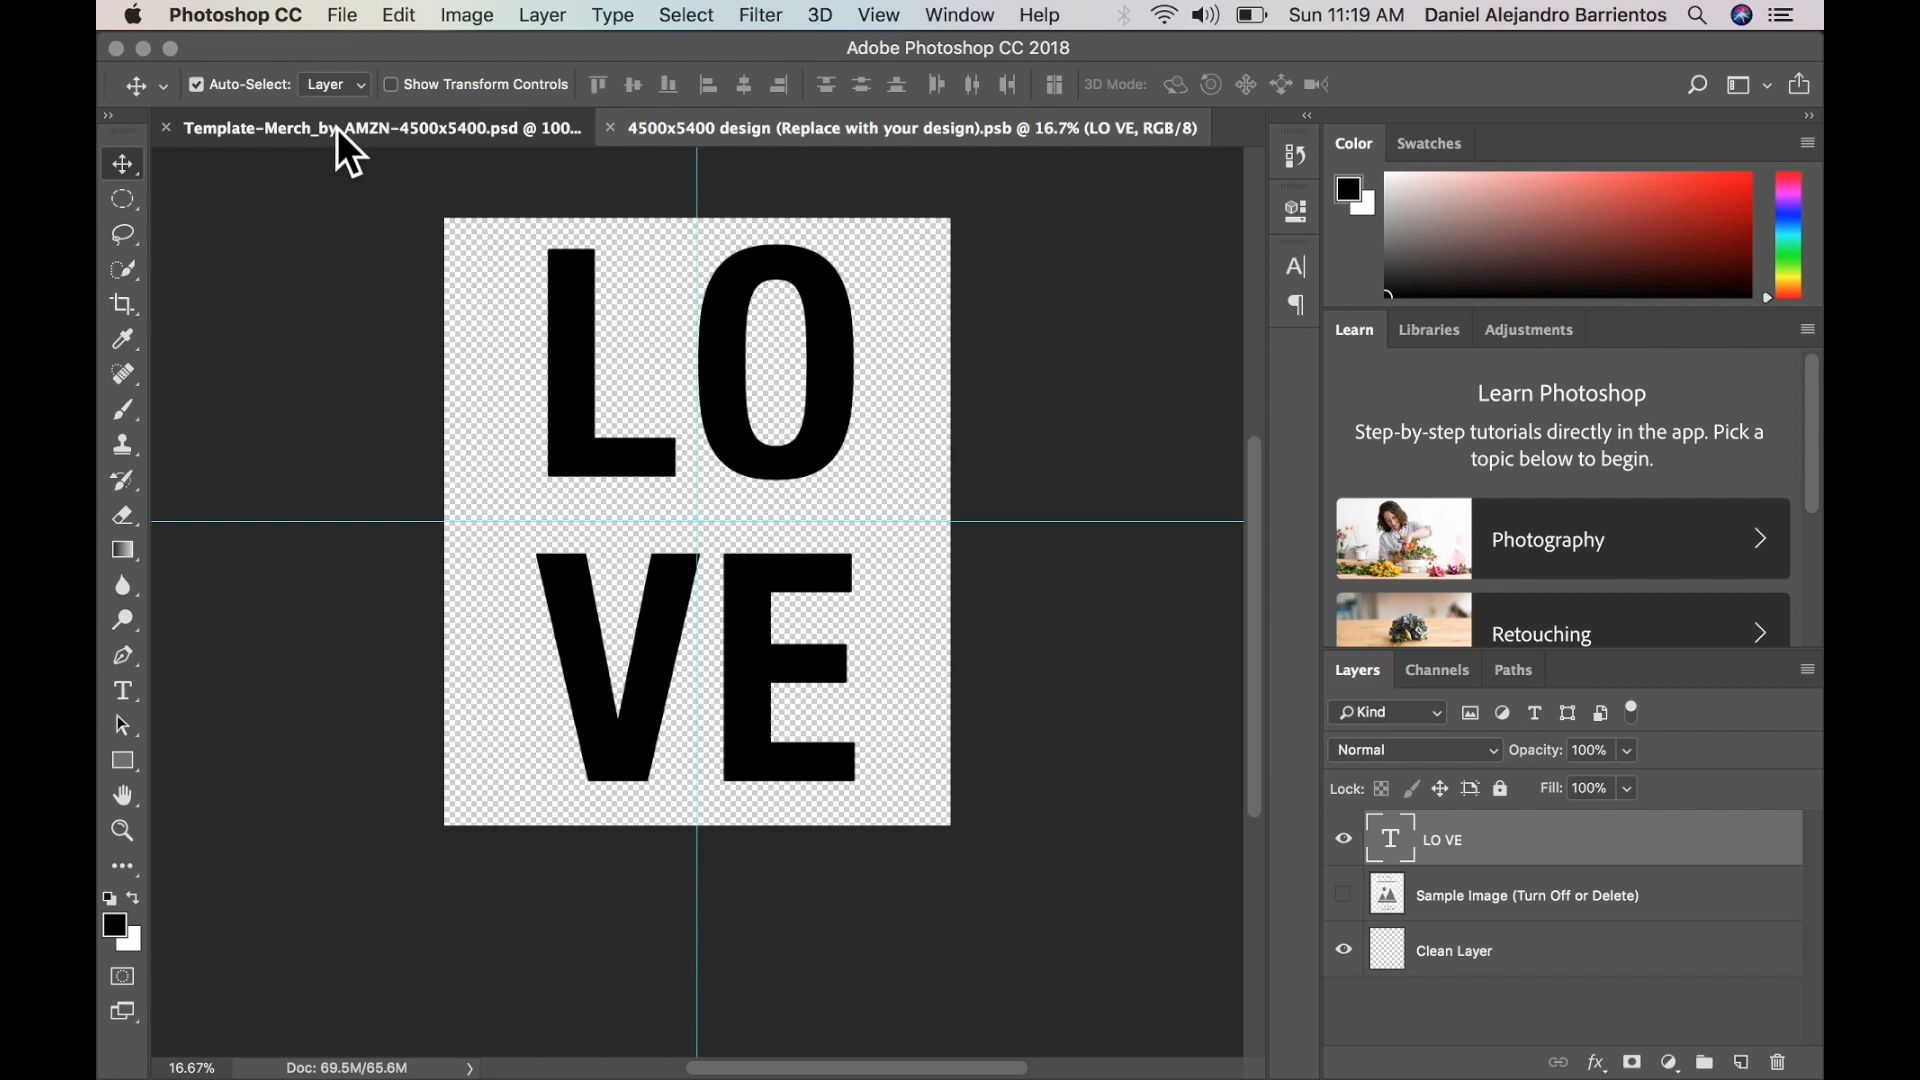 Photoshop CC File Edit Image Layer Type Select Filter 3D View Window Help Sun 11:19 AM Daniel Alejandro Barrientos
Adobe Photoshop CC 2018
Auto-Select: Layer Show Transform Controls 3D Mode:
Template-Merch_by_AMZN-4500x5400.psd @ 100... 4500x5400 design (Replace with your design).psb @ 16.7% (LO VE, RGB/8)
Color Swatches
LO
VE
Learn Libraries Adjustments
Learn Photoshop
Step-by-step tutorials directly in the app. Pick a
topic below to begin.
Photography
Retouching
Layers Channels Paths
Kind
Normal Opacity: 100%
Lock: Fill: 100%
LO VE
Sample Image (Turn Off or Delete)
Clean Layer
16.67% Doc: 69.5M/65.6M